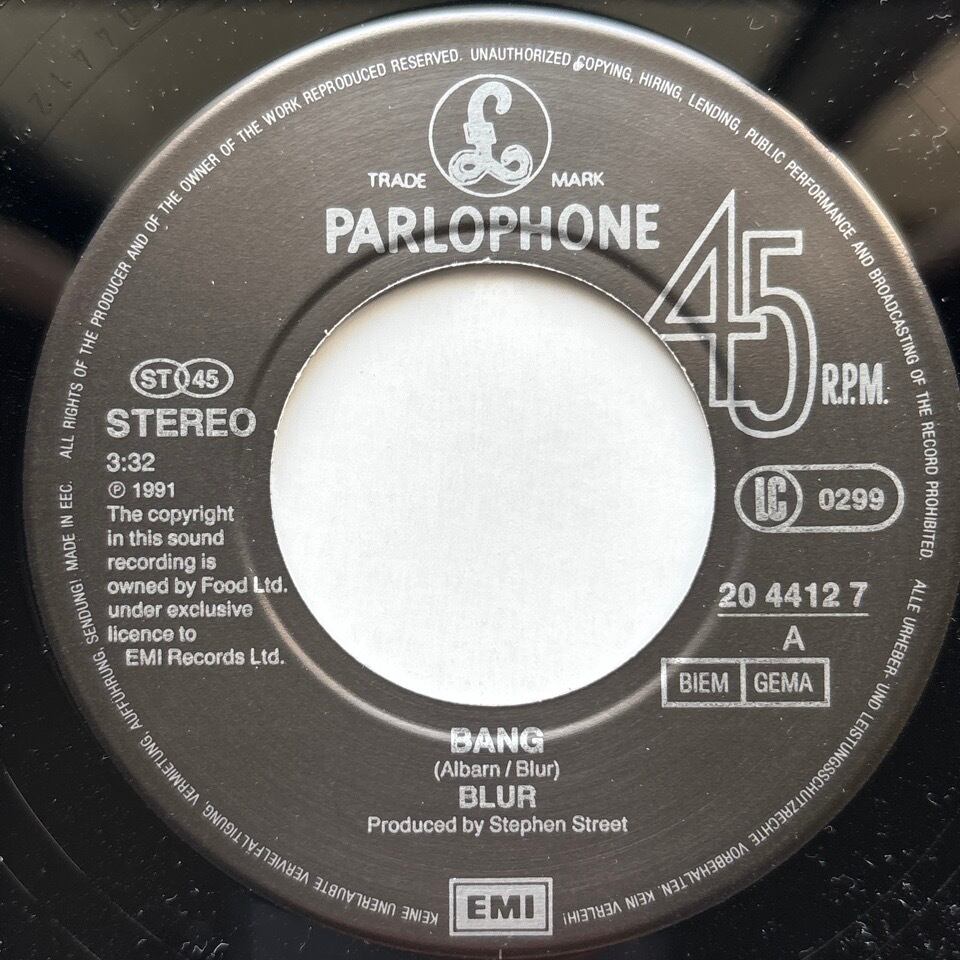 ALL RIGHTS OF THE PRODUCER AND OF THE OWNER OF THE WORK REPRODUCED RESERVED. UNAUTHORIZED COPYING, HIRING, LENDING, PUBLIC PERFORMANCE AND BROADCASTING OF THE RECORD PROHIBITED.
ALLE URHEBER- UND LEISTUNGSSCHUTZRECHTE VORBEHALTEN. KEIN VERLEIH! KEINE UNERLAUBTE VERVIELFÄLTIGUNG, VERMIETUNG, AUFFÜHRUNG, SENDUNG! MADE IN EEC.
£
TRADE MARK
PARLOPHONE
45
R.P.M.
ST 45
STEREO
3:32
℗ 1991
The copyright
in this sound
recording is
owned by Food Ltd.
under exclusive
licence to
EMI Records Ltd.
LC 0299
20 4412 7
A
BIEM GEMA
BANG
(Albarn / Blur)
BLUR
Produced by Stephen Street
EMI